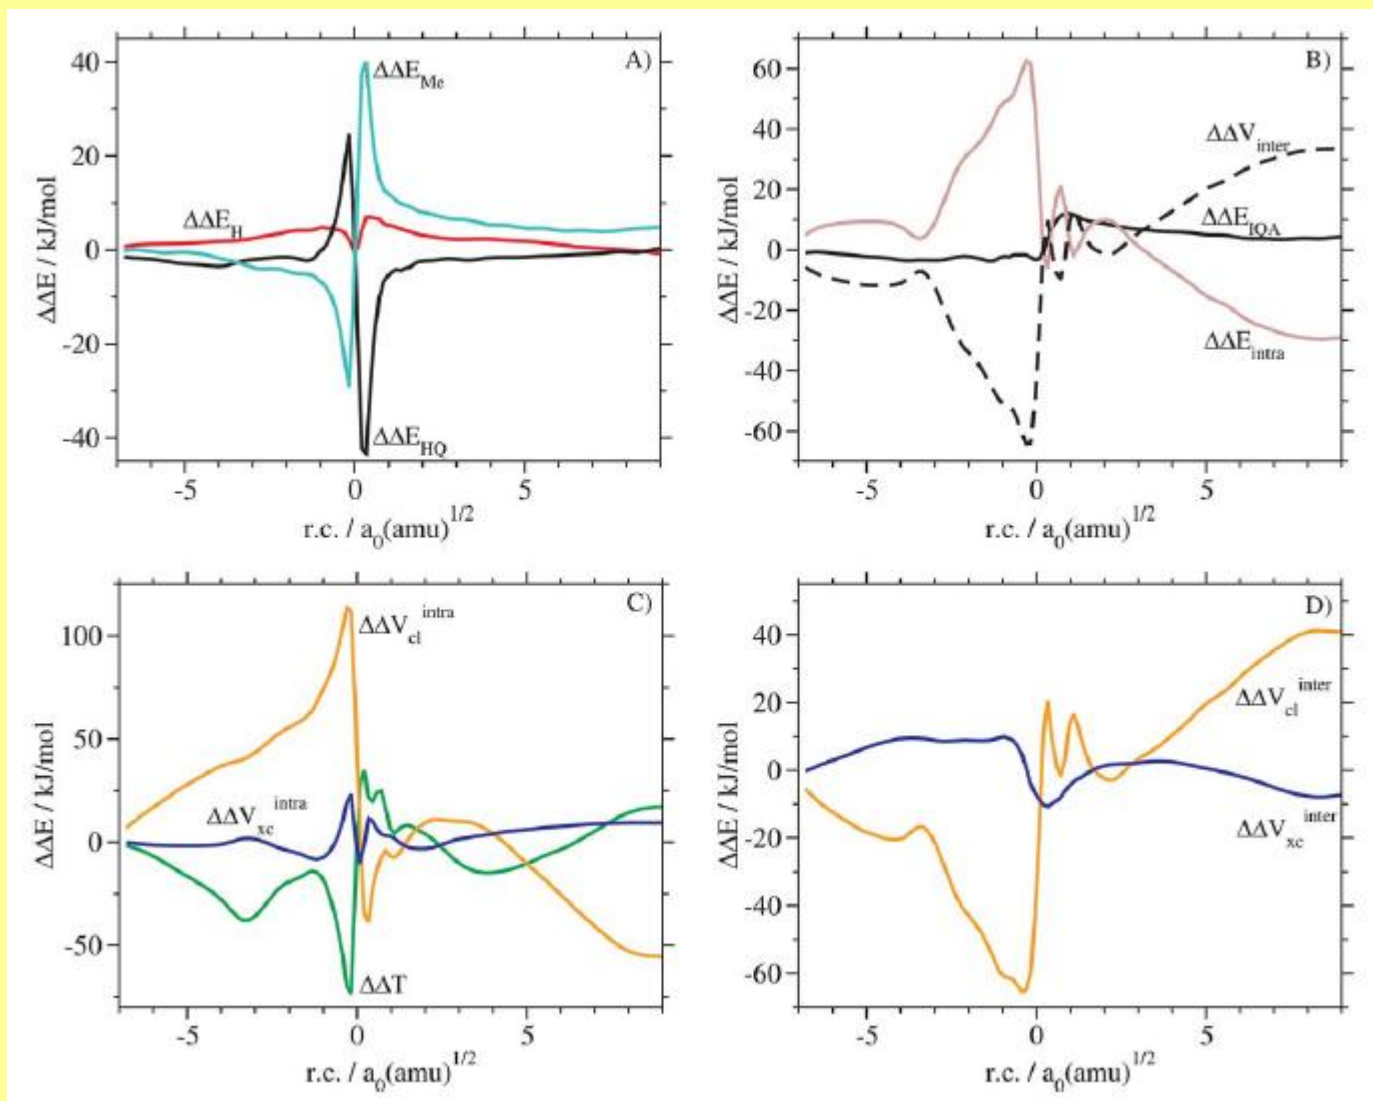 A)
40
20
0
-20
-40
ΔΔE / kJ/mol
ΔΔE_Me
ΔΔE_H
ΔΔE_HQ
-5 0 5
r.c. / a_0(amu)^1/2
B)
60
40
20
0
-20
-40
-60
ΔΔE / kJ/mol
ΔΔV_inter
ΔΔE_IQA
ΔΔE_intra
-5 0 5
r.c. / a_0(amu)^1/2
C)
100
50
0
-50
ΔΔE / kJ/mol
ΔΔV_cl^intra
ΔΔV_xc^intra
ΔΔT
-5 0 5
r.c. / a_0(amu)^1/2
D)
40
20
0
-20
-40
-60
ΔΔE / kJ/mol
ΔΔV_cl^inter
ΔΔV_xc^inter
-5 0 5
r.c. / a_0(amu)^1/2